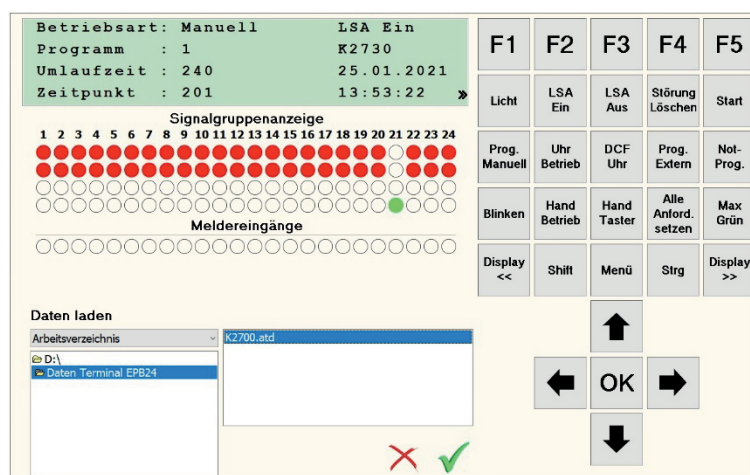 Betriebsart: Manuell LSA Ein
Programm : 1 K2730
Umlaufzeit : 240 25.01.2021
Zeitpunkt : 201 13:53:22 »
Signalgruppenanzeige
1 2 3 4 5 6 7 8 9 10 11 12 13 14 15 16 17 18 19 20 21 22 23 24
Meldereingänge
Daten laden
Arbeitsverzeichnis
D:\
Daten Terminal EPB24
K2700.atd
F1 F2 F3 F4 F5
Licht
LSA
Ein
LSA
Aus
Störung
Löschen
Start
Prog.
Manuell
Uhr
Betrieb
DCF
Uhr
Prog.
Extern
Not-
Prog.
Blinken
Hand
Betrieb
Hand
Taster
Alle
Anford.
setzen
Max
Grün
Display
<<
Shift
Menü
Strg
Display
>>
OK